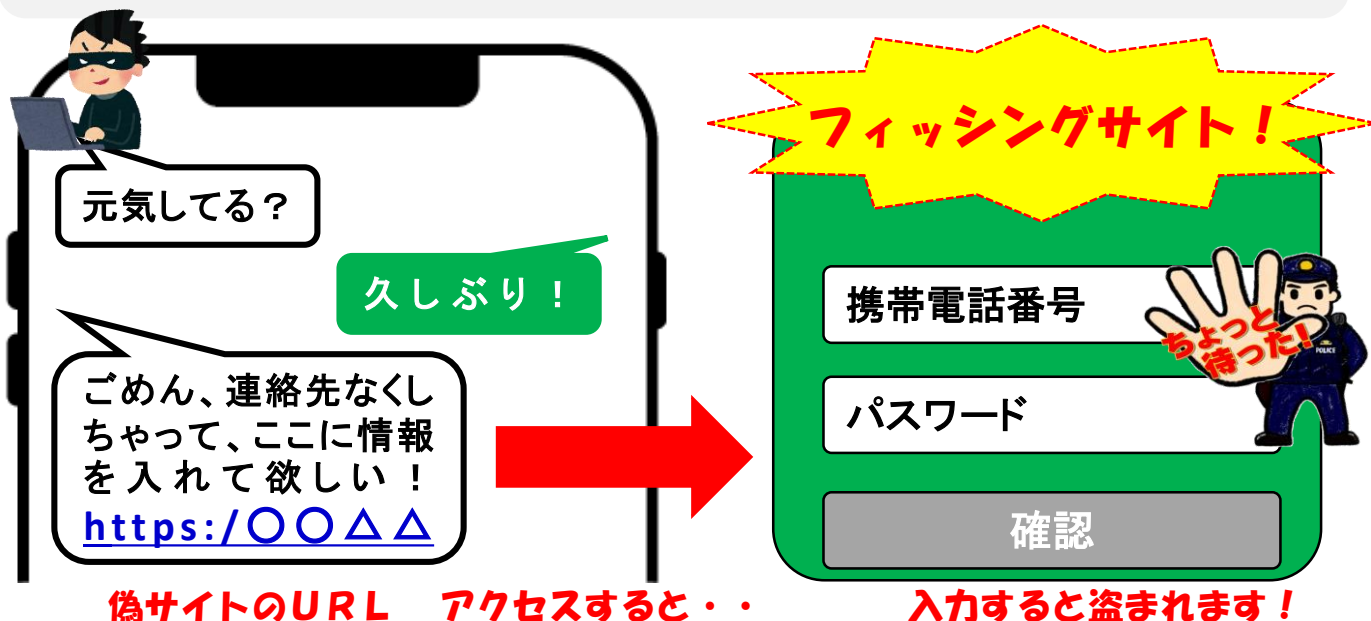 元気してる？
久しぶり！
ごめん、連絡先なくし
ちゃって、ここに情報
を入れて欲しい！
https:/〇〇△△
偽サイトのＵＲＬ　アクセスすると・・
フィッシングサイト！
携帯電話番号
パスワード
ちょっと
待った!
POLICE
確認
入力すると盗まれます！